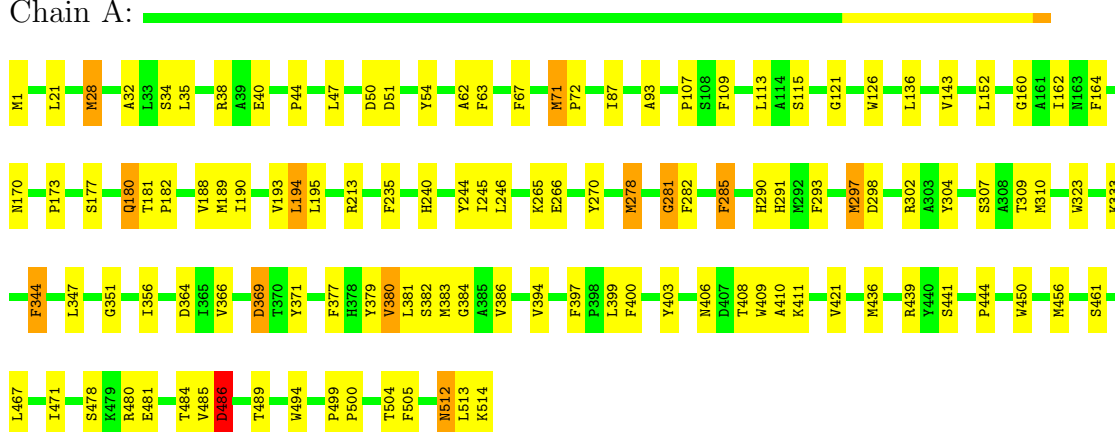 Chain A:
M1 L21 M28 A32 L33 S34 L35 R38 A39 E40 P44 L47 D50 D51 Y54 A62 F63 F67 M71 P72 I87 A93 P107 S108 F109 L113 A114 S115 G121 W126 L136 V143 L152 G160 A161 I162 N163 F164
N170 P173 S177 Q180 T181 P182 V188 M189 I190 V193 L194 L195 R213 F235 H240 Y244 I245 L246 K265 E266 Y270 M278 G281 F282 F285 H290 H291 M292 F293 M297 D298 R302 A303 Y304 S307 A308 T309 M310 W323 K333
F344 L347 G351 I356 D364 I365 V366 D369 T370 Y371 F377 H378 Y379 V380 L381 S382 M383 G384 A385 V386 V394 F397 P398 L399 F400 Y403 N406 D407 T408 W409 A410 K411 V421 M436 R439 Y440 S441 P444 W450 M456 S461
L467 I471 S478 K479 R480 E481 T484 V485 D486 T489 W494 P499 P500 T504 F505 N512 L513 K514